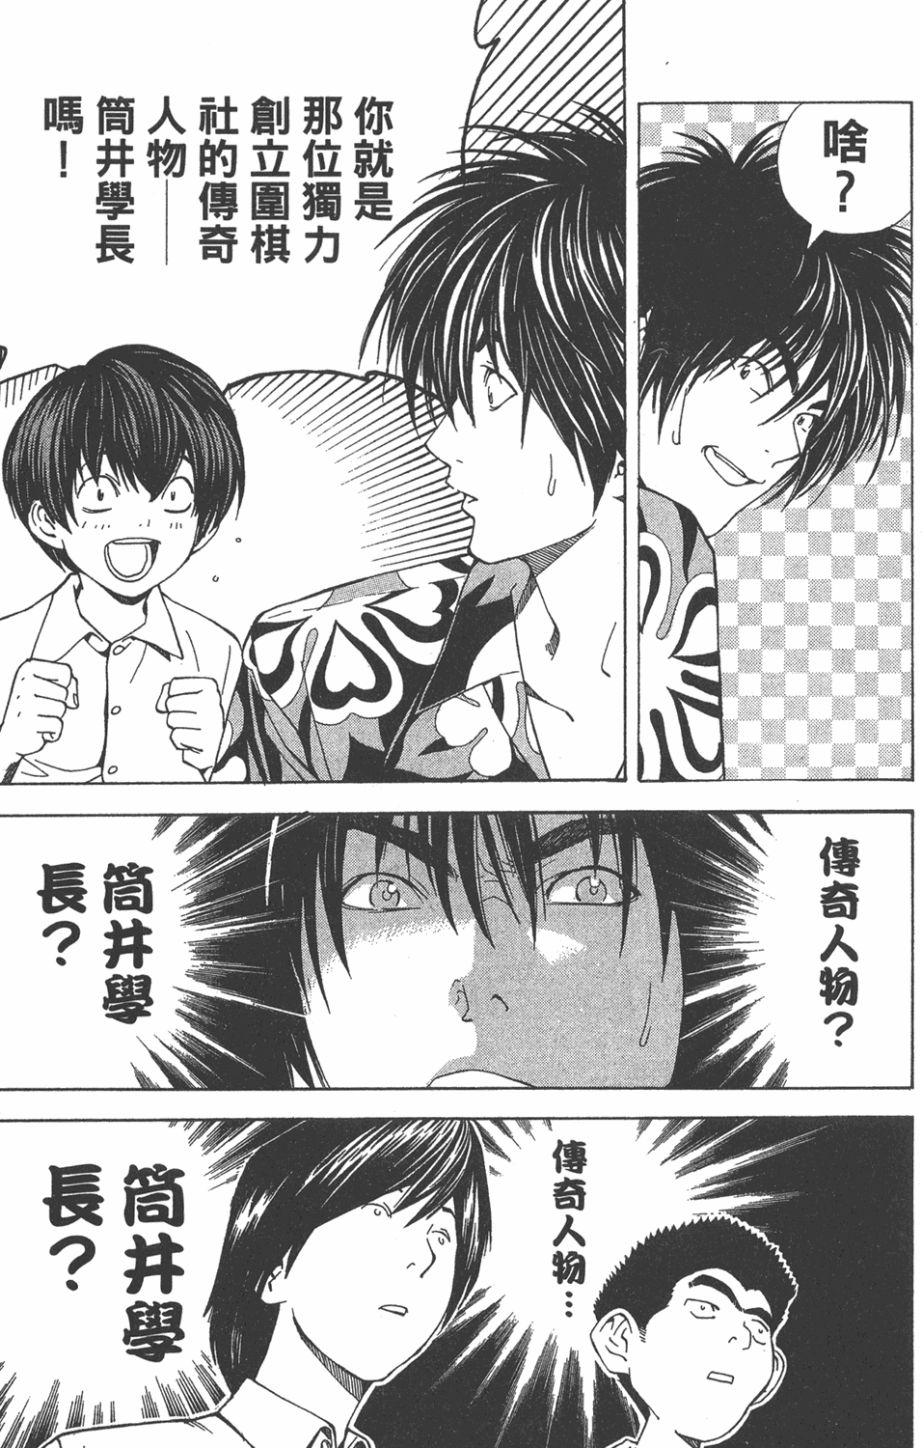 啥？
你就是
那位獨力
創立圍棋
社的傳奇
人物——
筒井學長
嗎！
傳奇人物？
筒井學
長？
傳奇人物…
筒井學
長？